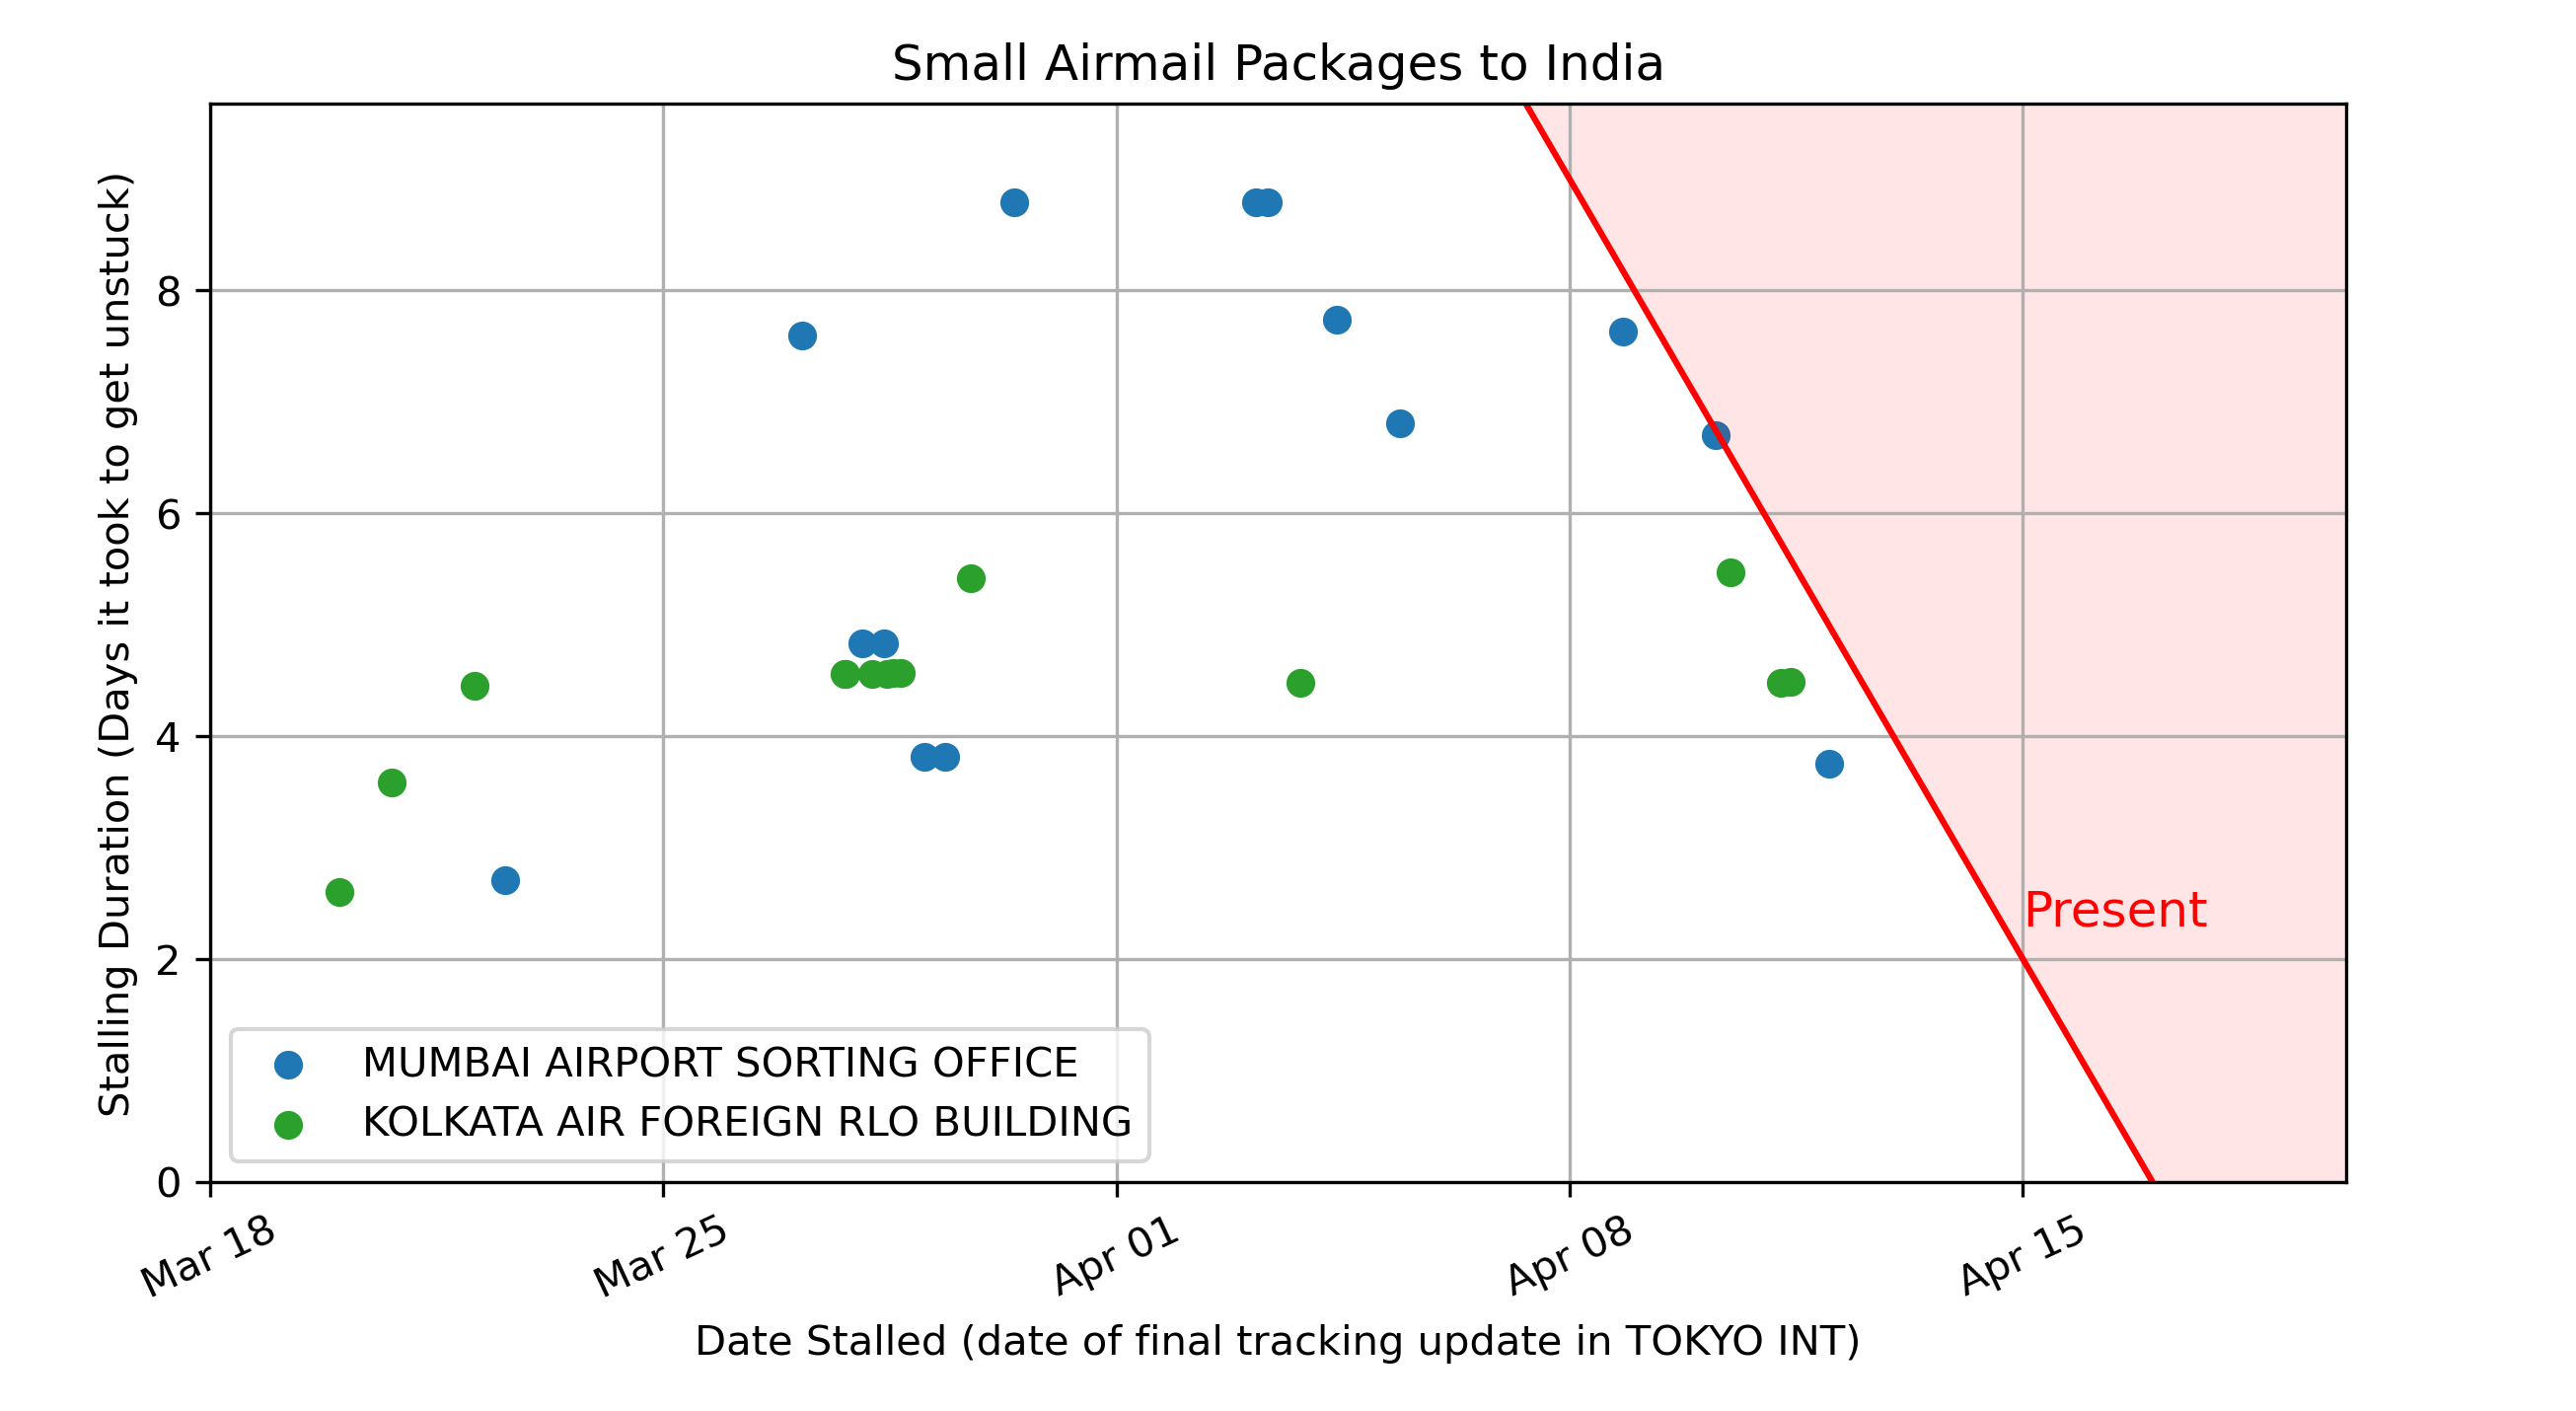 Small Airmail Packages to India
Stalling Duration (Days it took to get unstuck)
8
6
4
2
0
Present
MUMBAI AIRPORT SORTING OFFICE
KOLKATA AIR FOREIGN RLO BUILDING
Mar 18
Mar 25
Apr 01
Apr 08
Apr 15
Date Stalled (date of final tracking update in TOKYO INT)